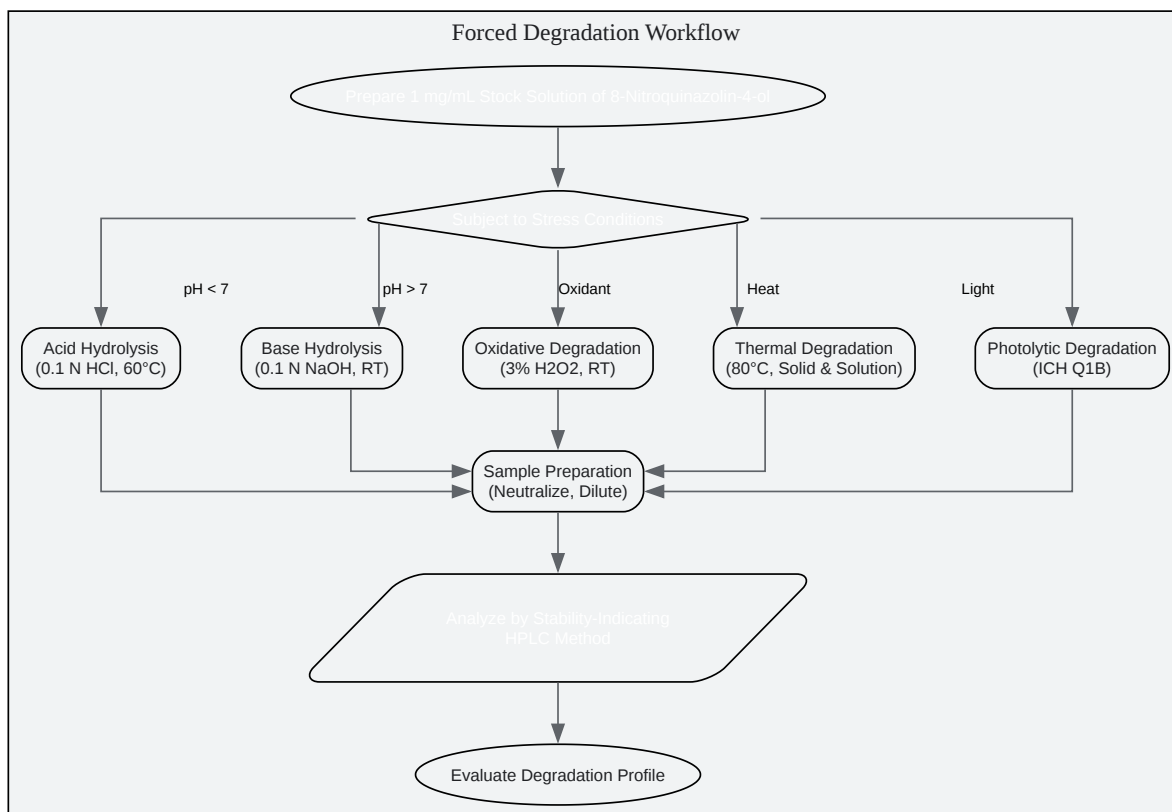 Forced Degradation Workflow
Prepare 1 mg/mL Stock Solution of 8-Nitroquinazolin-4-ol
Subject to Stress Conditions
pH < 7
pH > 7
Oxidant
Heat
Light
Acid Hydrolysis
(0.1 N HCl, 60°C)
Base Hydrolysis
(0.1 N NaOH, RT)
Oxidative Degradation
(3% H2O2, RT)
Thermal Degradation
(80°C, Solid & Solution)
Photolytic Degradation
(ICH Q1B)
Sample Preparation
(Neutralize, Dilute)
Analyze by Stability-Indicating
HPLC Method
Evaluate Degradation Profile